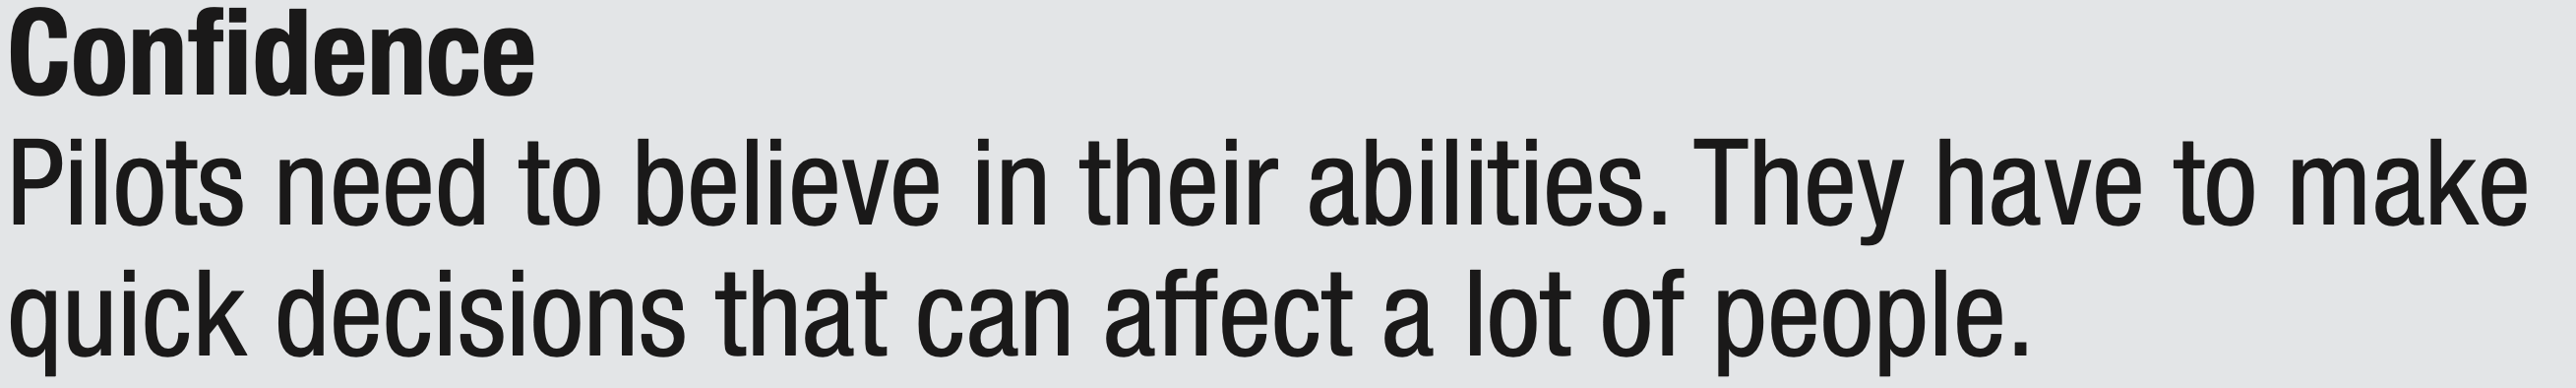 Confidence
Pilots need to believe in their abilities. They have to make
quick decisions that can affect a lot of people.